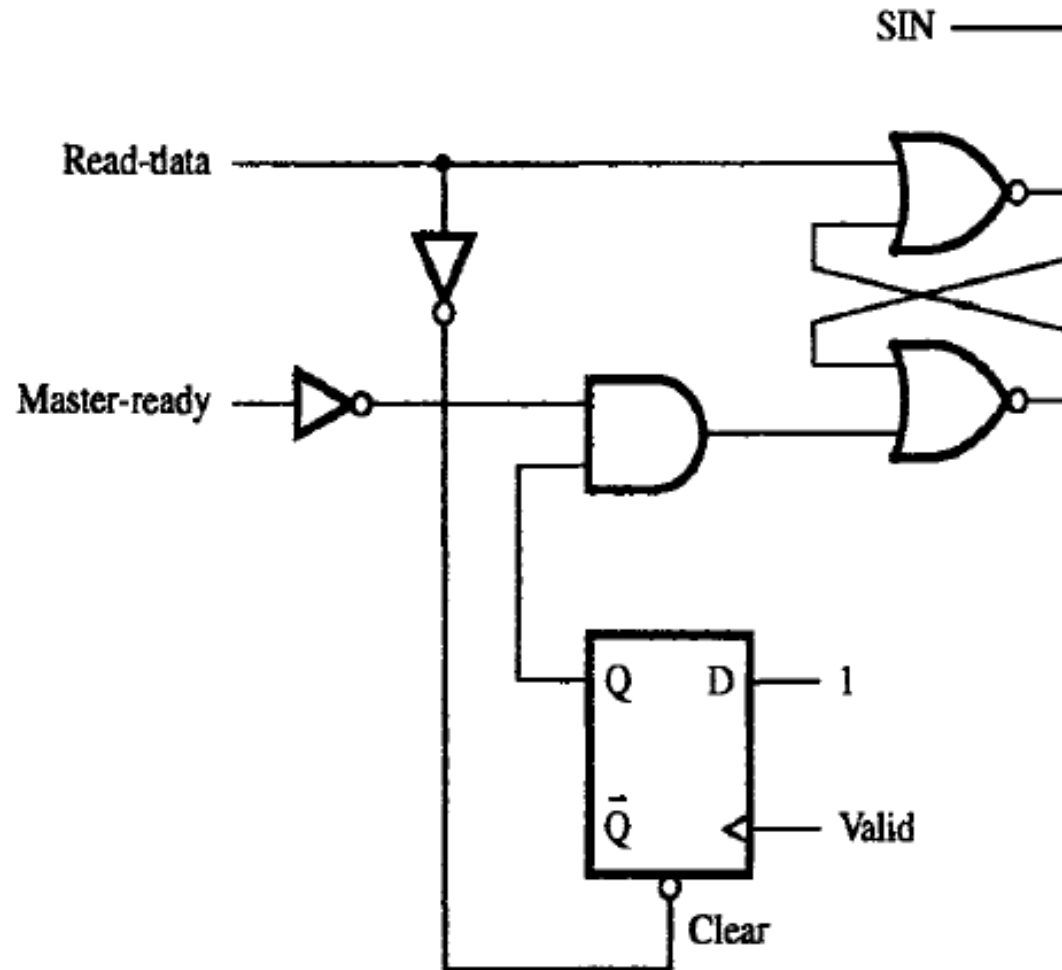 SIN
Read-data
Master-ready
Q D 1
Q̄ Valid
Clear